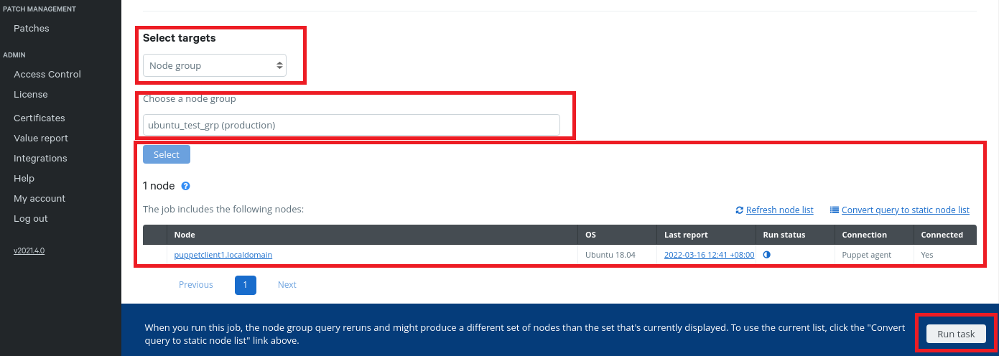 PATCH MANAGEMENT
Patches
ADMIN
Access Control
License
Certificates
Value report
Integrations
Help
My account
Log out
v2021.4.0
Select targets
Node group
Choose a node group
ubuntu_test_grp (production)
Select
1 node ?
The job includes the following nodes:
Refresh node list Convert query to static node list
Node OS Last report Run status Connection Connected
puppetclient1.localdomain Ubuntu 18.04 2022-03-16 12:41 +08:00 Puppet agent Yes
Previous 1 Next
When you run this job, the node group query reruns and might produce a different set of nodes than the set that's currently displayed. To use the current list, click the "Convert
query to static node list" link above.
Run task